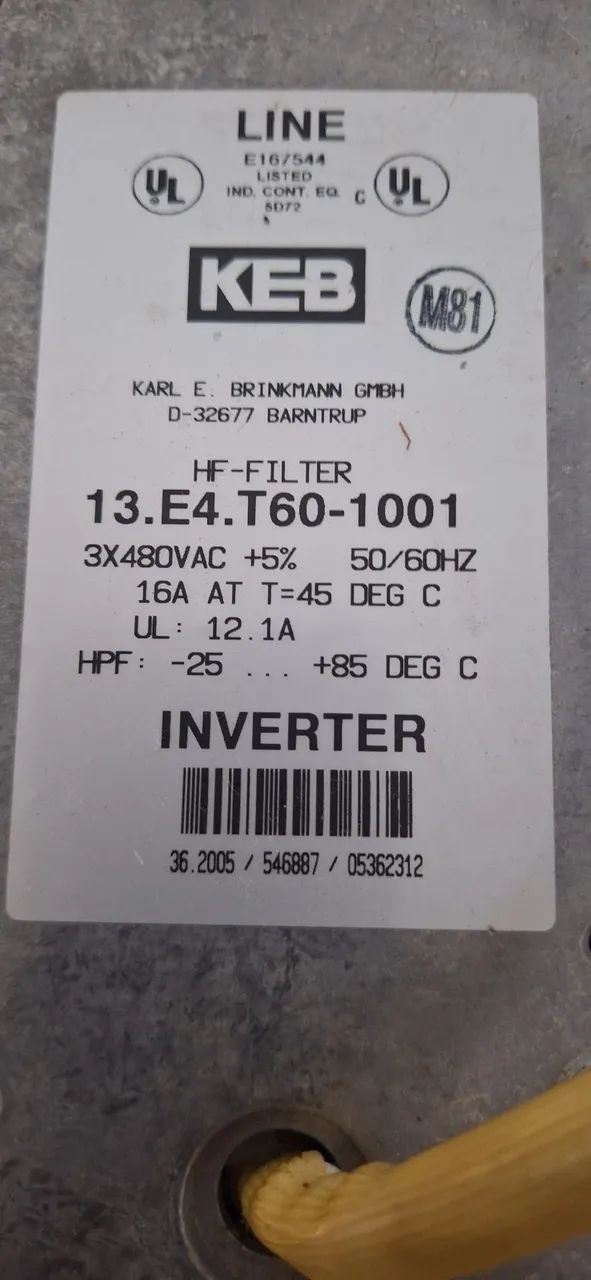 LINE
E167544
LISTED
IND. CONT. EQ.
5D72
UL
C UL
KEB
M81
KARL E. BRINKMANN GMBH
D-32677 BARNTRUP
HF-FILTER
13.E4.T60-1001
3X480VAC +5% 50/60HZ
16A AT T=45 DEG C
UL: 12.1A
HPF: -25 ... +85 DEG C
INVERTER
36.2005 / 546887 / 05362312